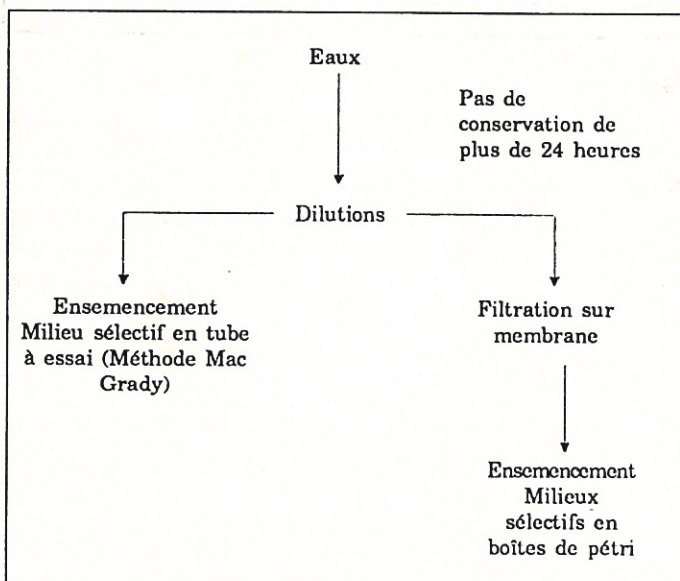 Eaux
Pas de
conservation de
plus de 24 heures
Dilutions
Ensemencement
Milieu sélectif en tube
à essai (Méthode Mac
Grady)
Filtration sur
membrane
Ensemencement
Milieux
sélectifs en
boîtes de pétri